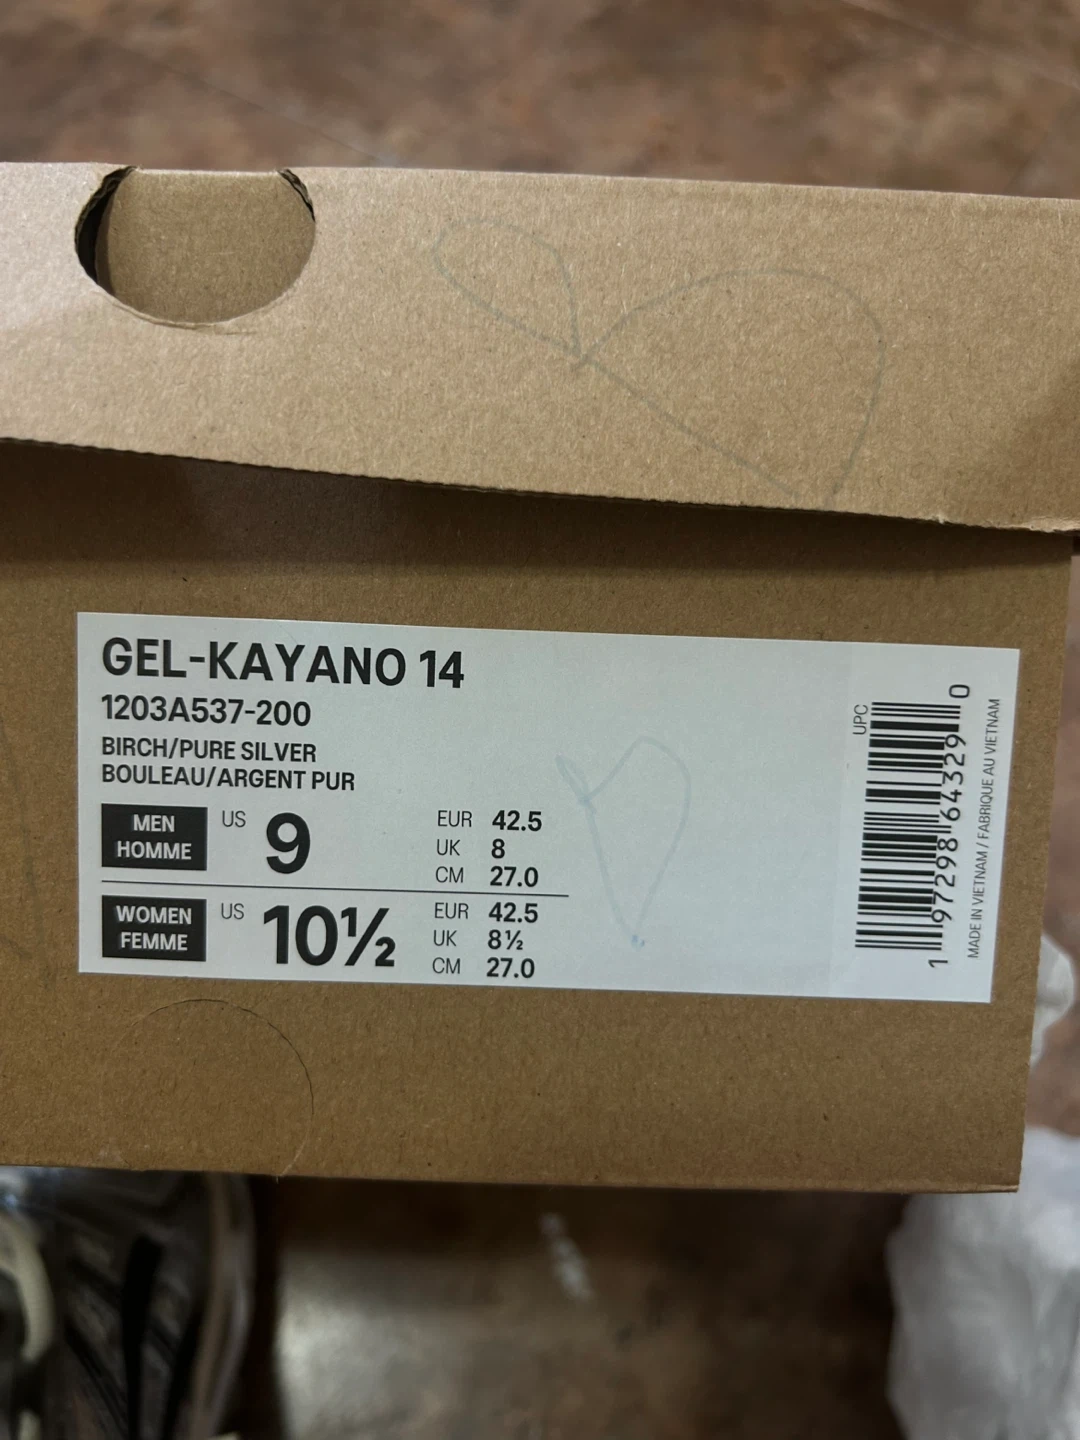 GEL-KAYANO 14
1203A537-200
BIRCH/PURE SILVER
BOULEAU/ARGENT PUR
MEN
HOMME
US 9
EUR 42.5
UK 8
CM 27.0
WOMEN
FEMME
US 10½
EUR 42.5
UK 8½
CM 27.0
UPC
1 97298 64329 0
MADE IN VIETNAM / FABRIQUE AU VIETNAM